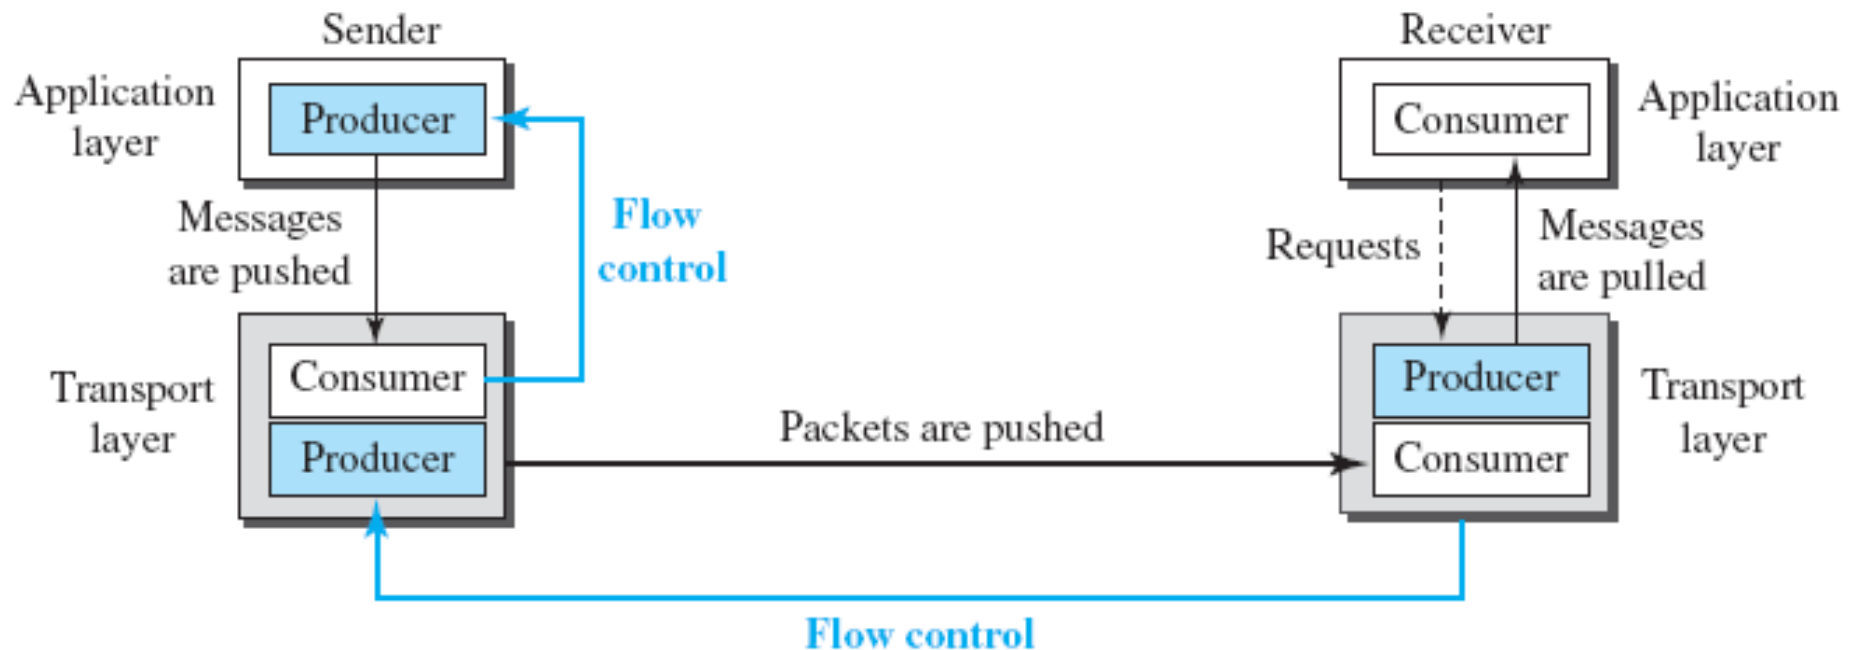 Sender
Receiver
Application
layer
Producer
Consumer
Application
layer
Messages
are pushed
Flow
control
Requests
Messages
are pulled
Transport
layer
Consumer
Producer
Packets are pushed
Producer
Consumer
Transport
layer
Flow control